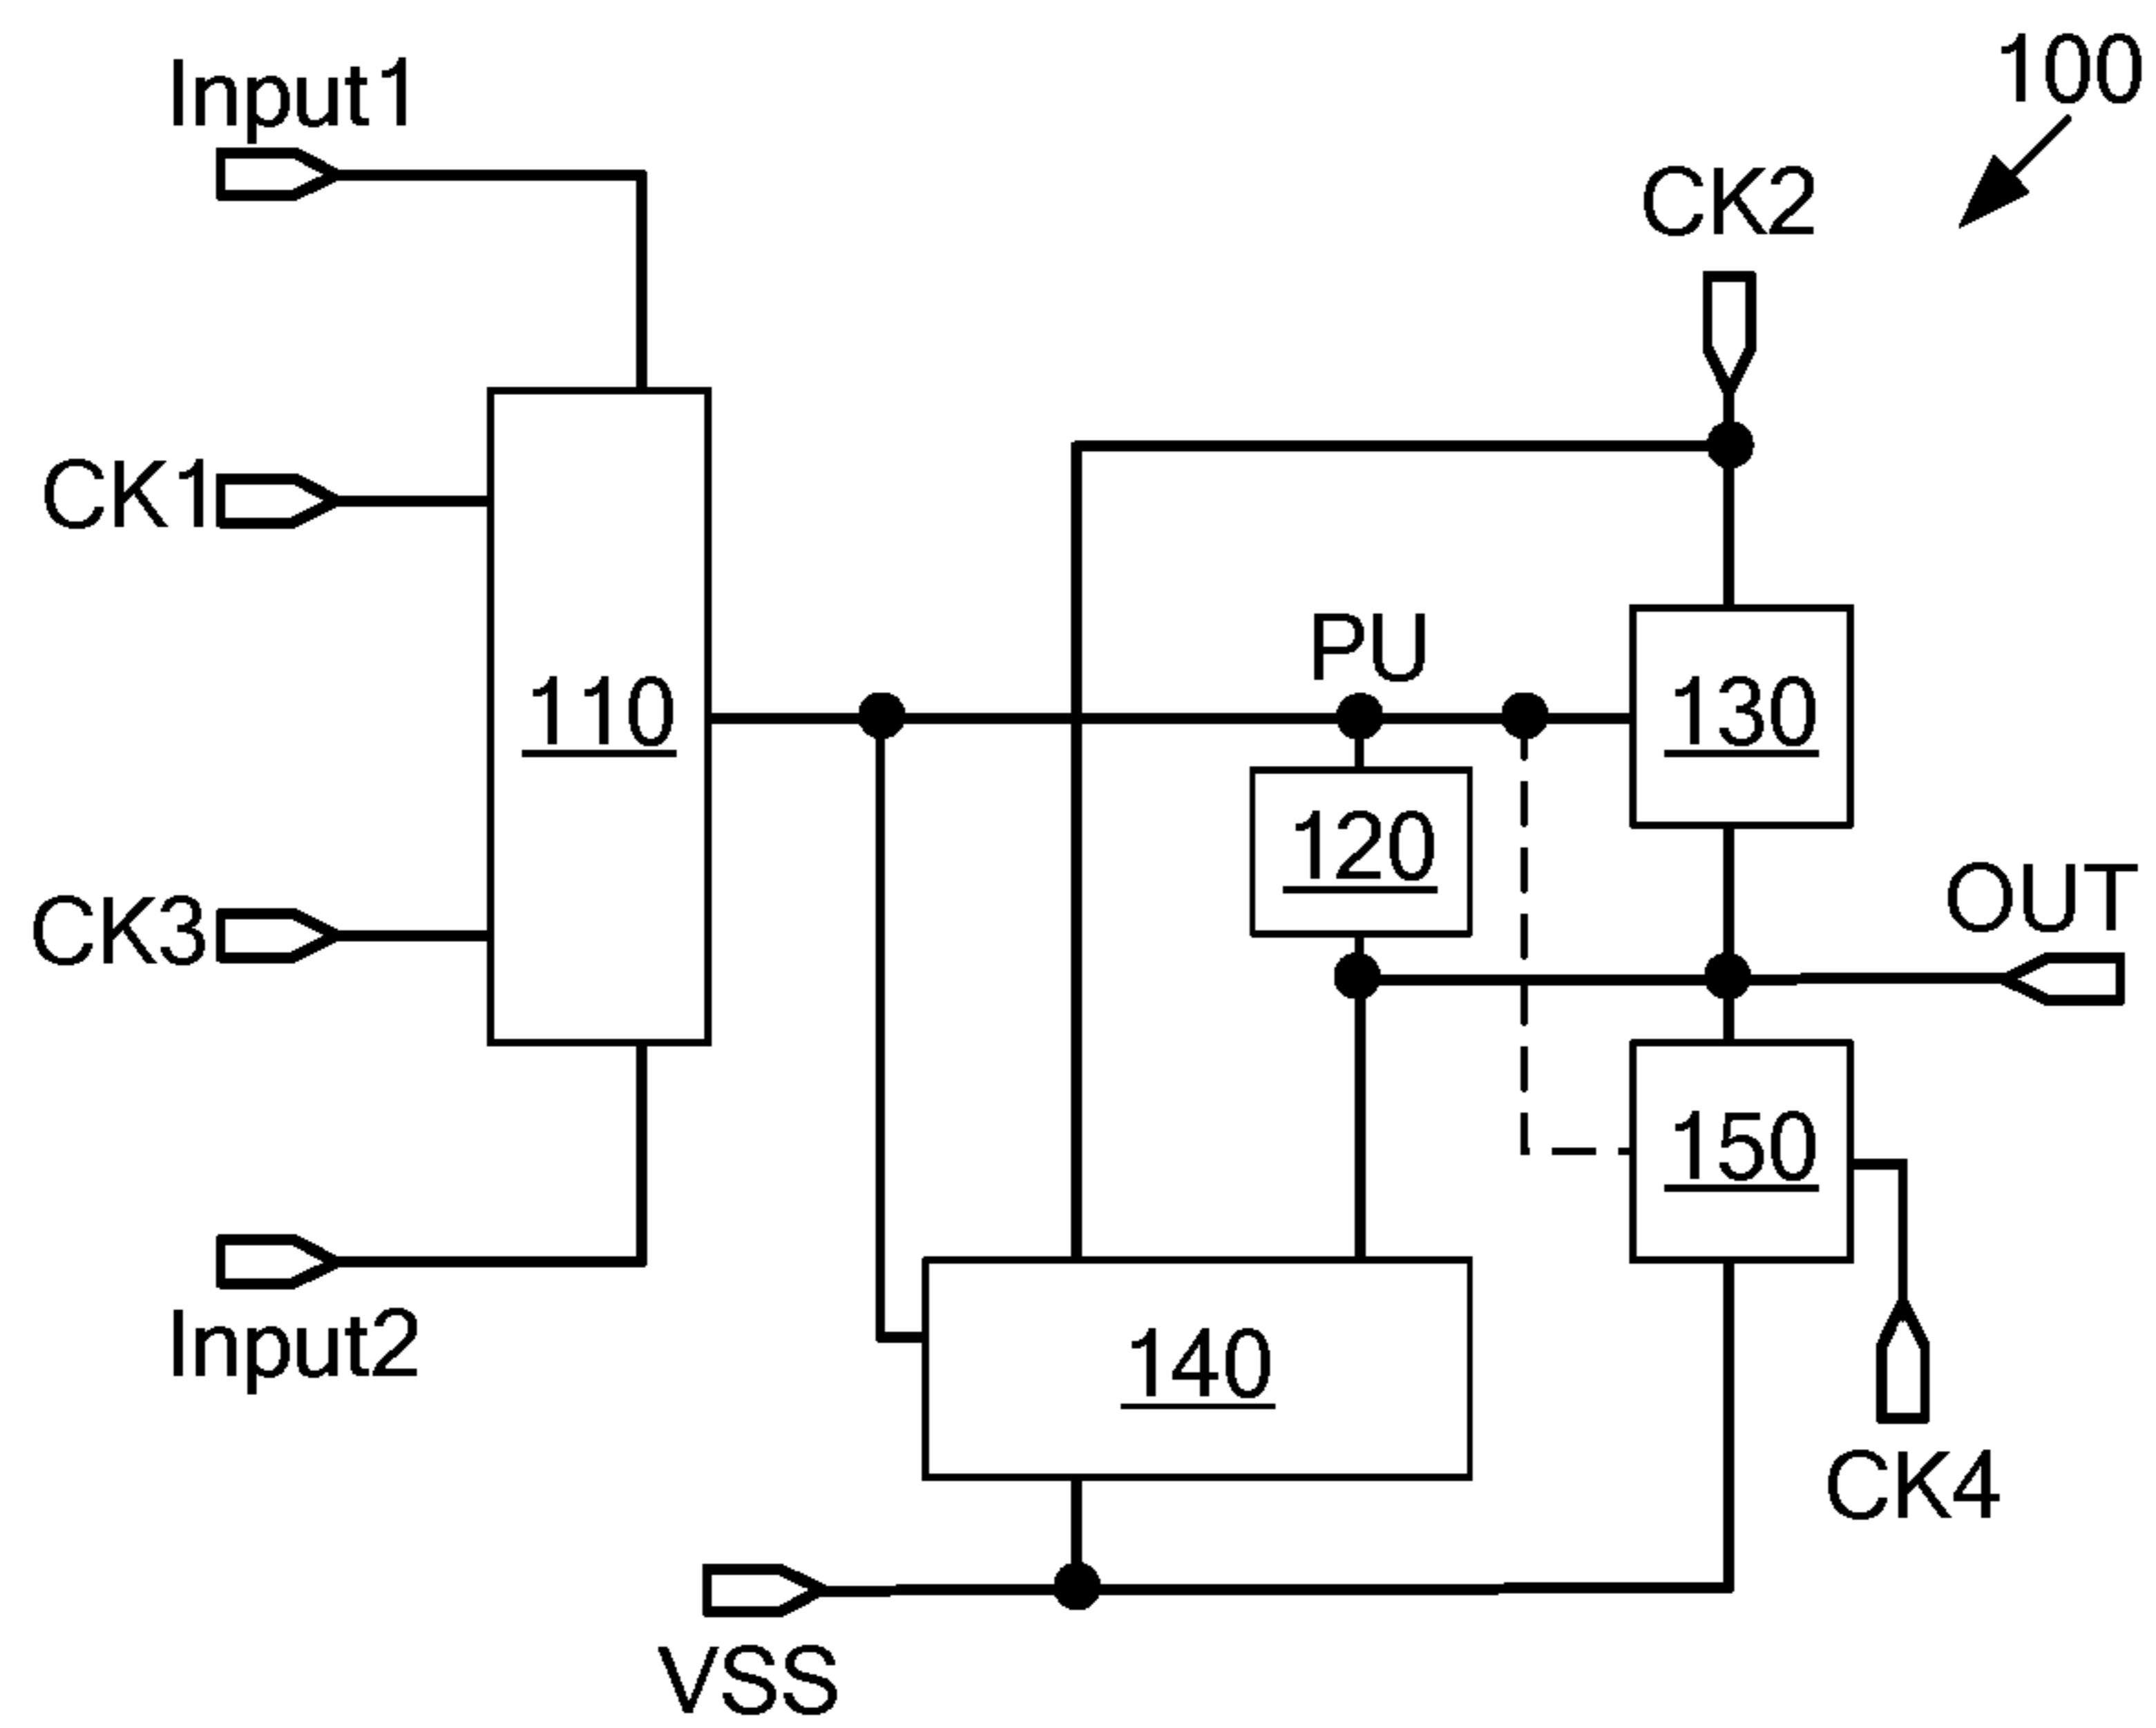 Input1
100
CK2
CK1
PU
110
130
120
OUT
CK3
150
Input2
140
CK4
VSS